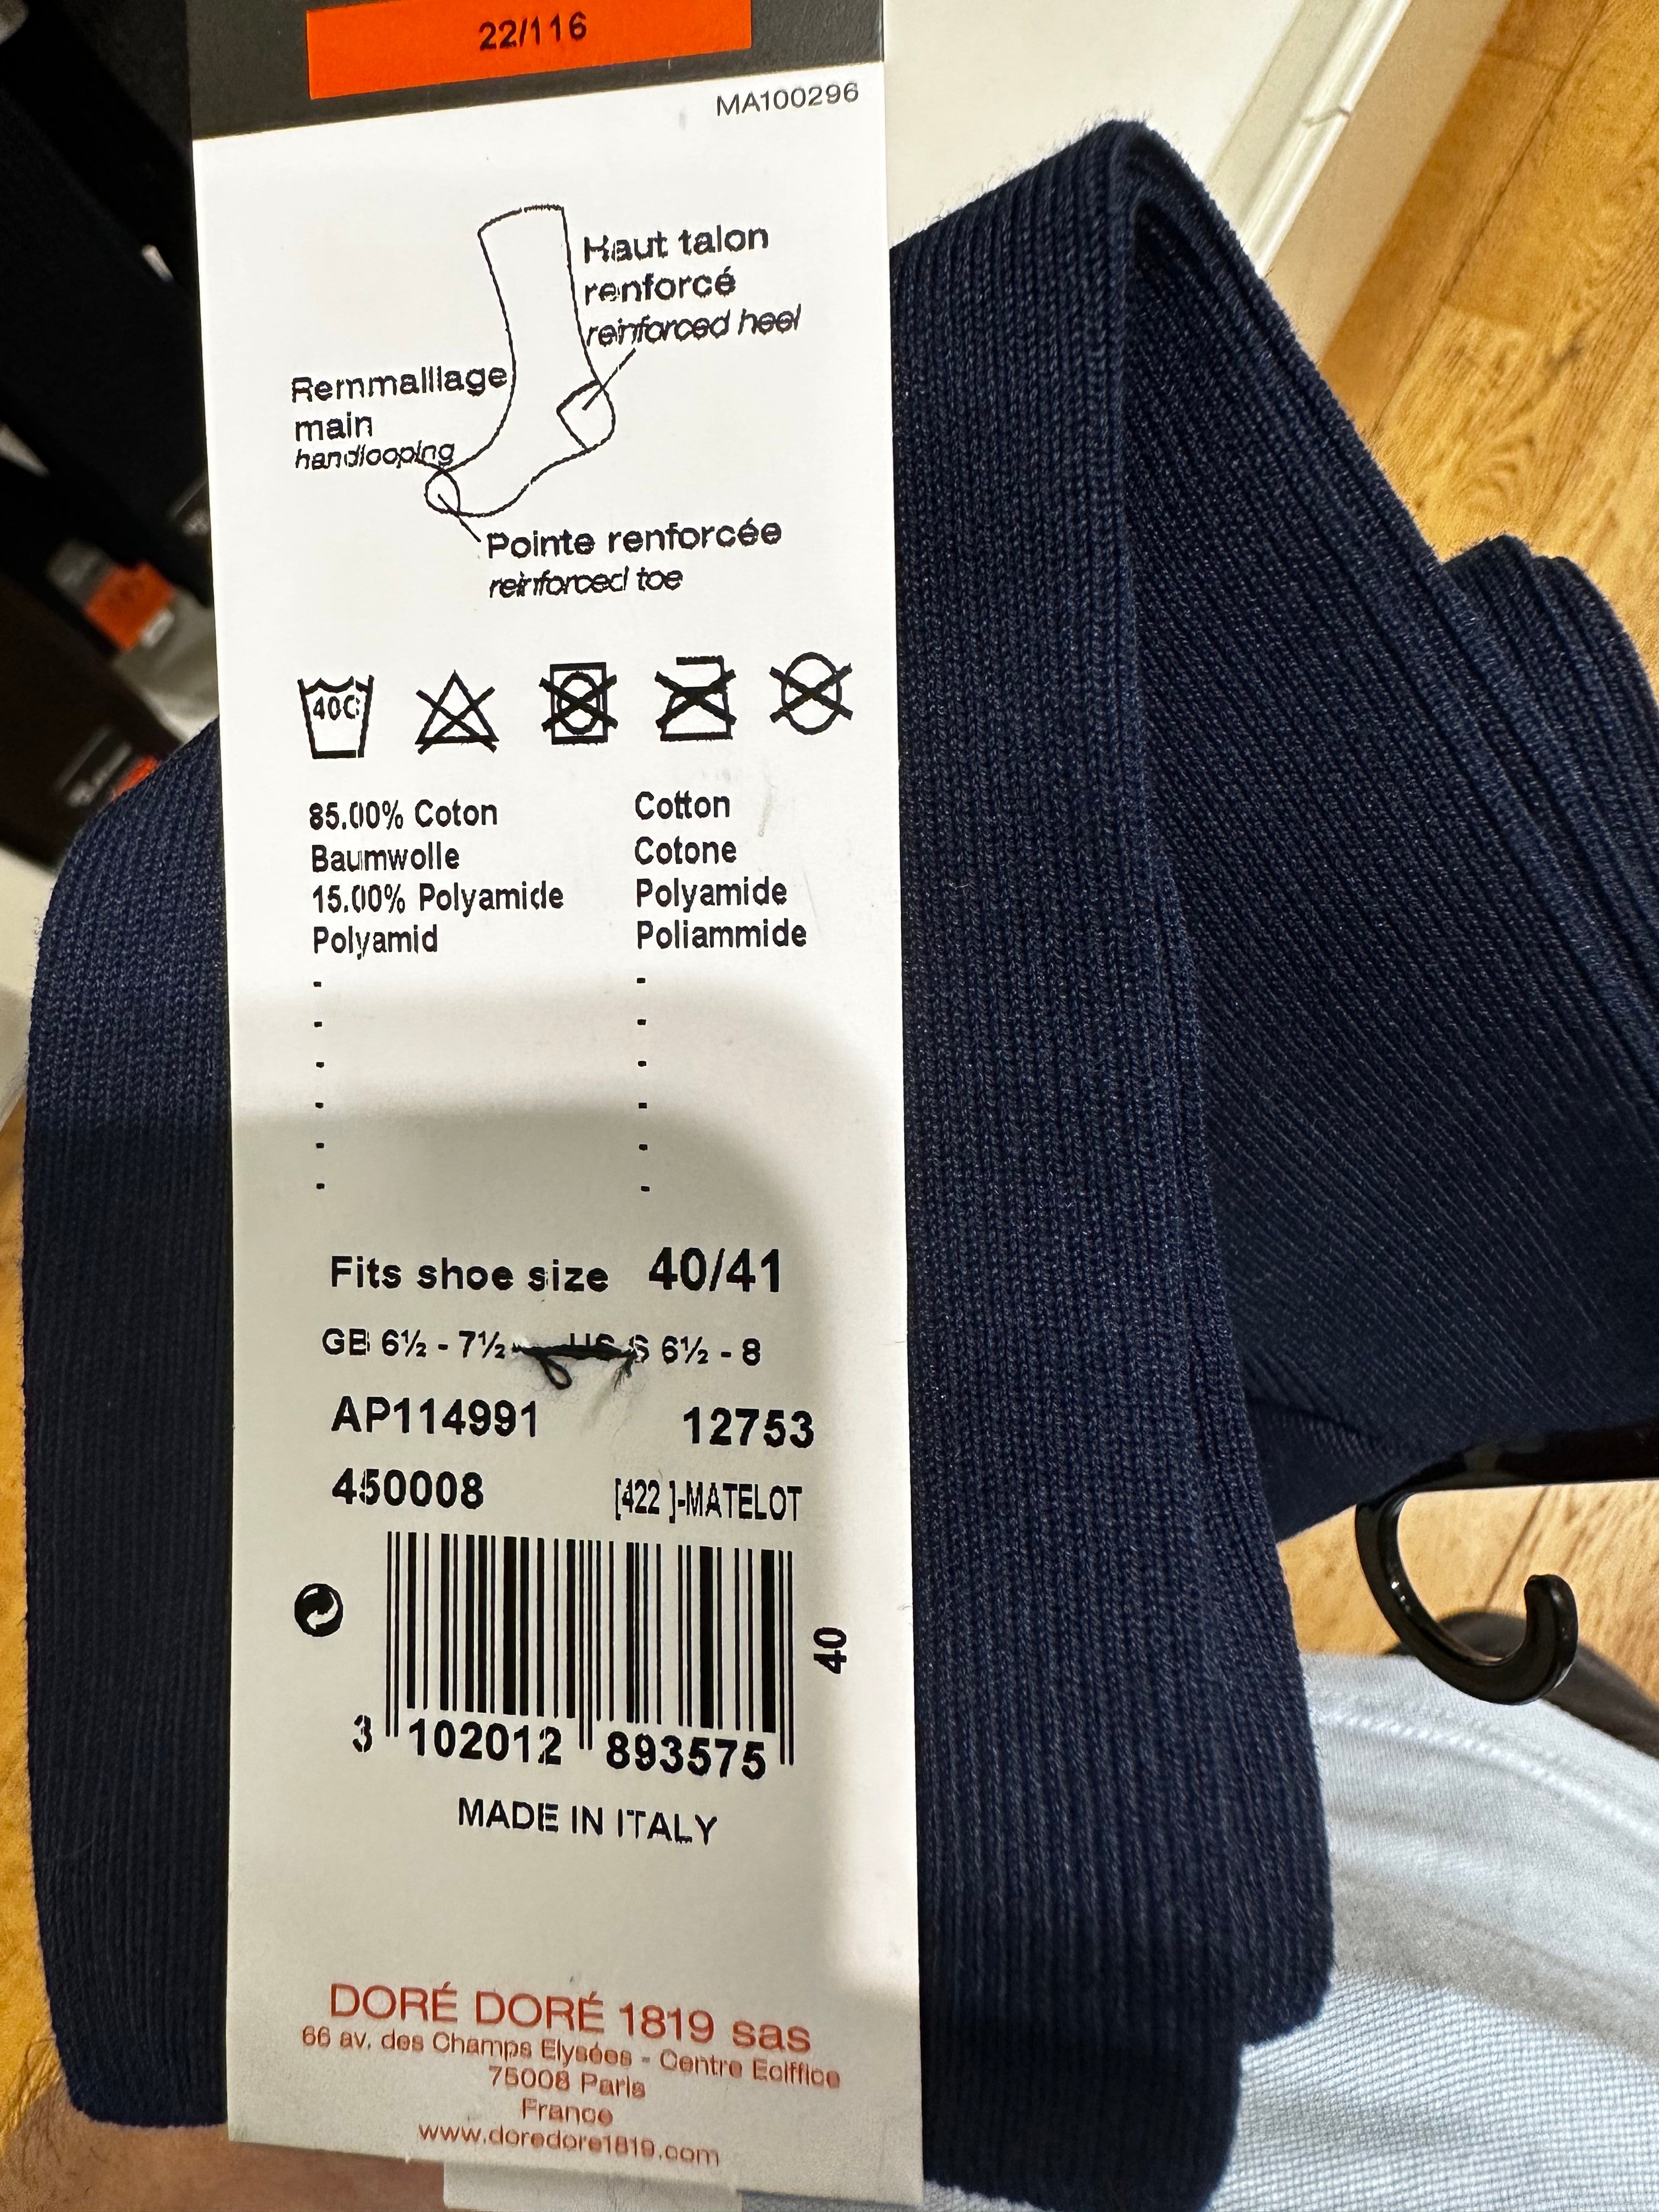 22/116
MA100296
Haut talon
renforcé
reinforced heel
Remmalllage
main
handlooping
Pointe renforcée
reinforced toe
40C
85.00% Coton Cotton
Baumwolle Cotone
15.00% Polyamide Polyamide
Polyamid Poliammide
- -
- -
- -
- -
- -
- -
Fits shoe size 40/41
GB 6½ - 7½ US S 6½ - 8
AP114991 12753
450008 [422 ]-MATELOT
40
3 102012 893575
MADE IN ITALY
DORÉ DORÉ 1819 sas
66 av. des Champs Elysées - Centre
75008 Paris
France
www.doredore1819.com